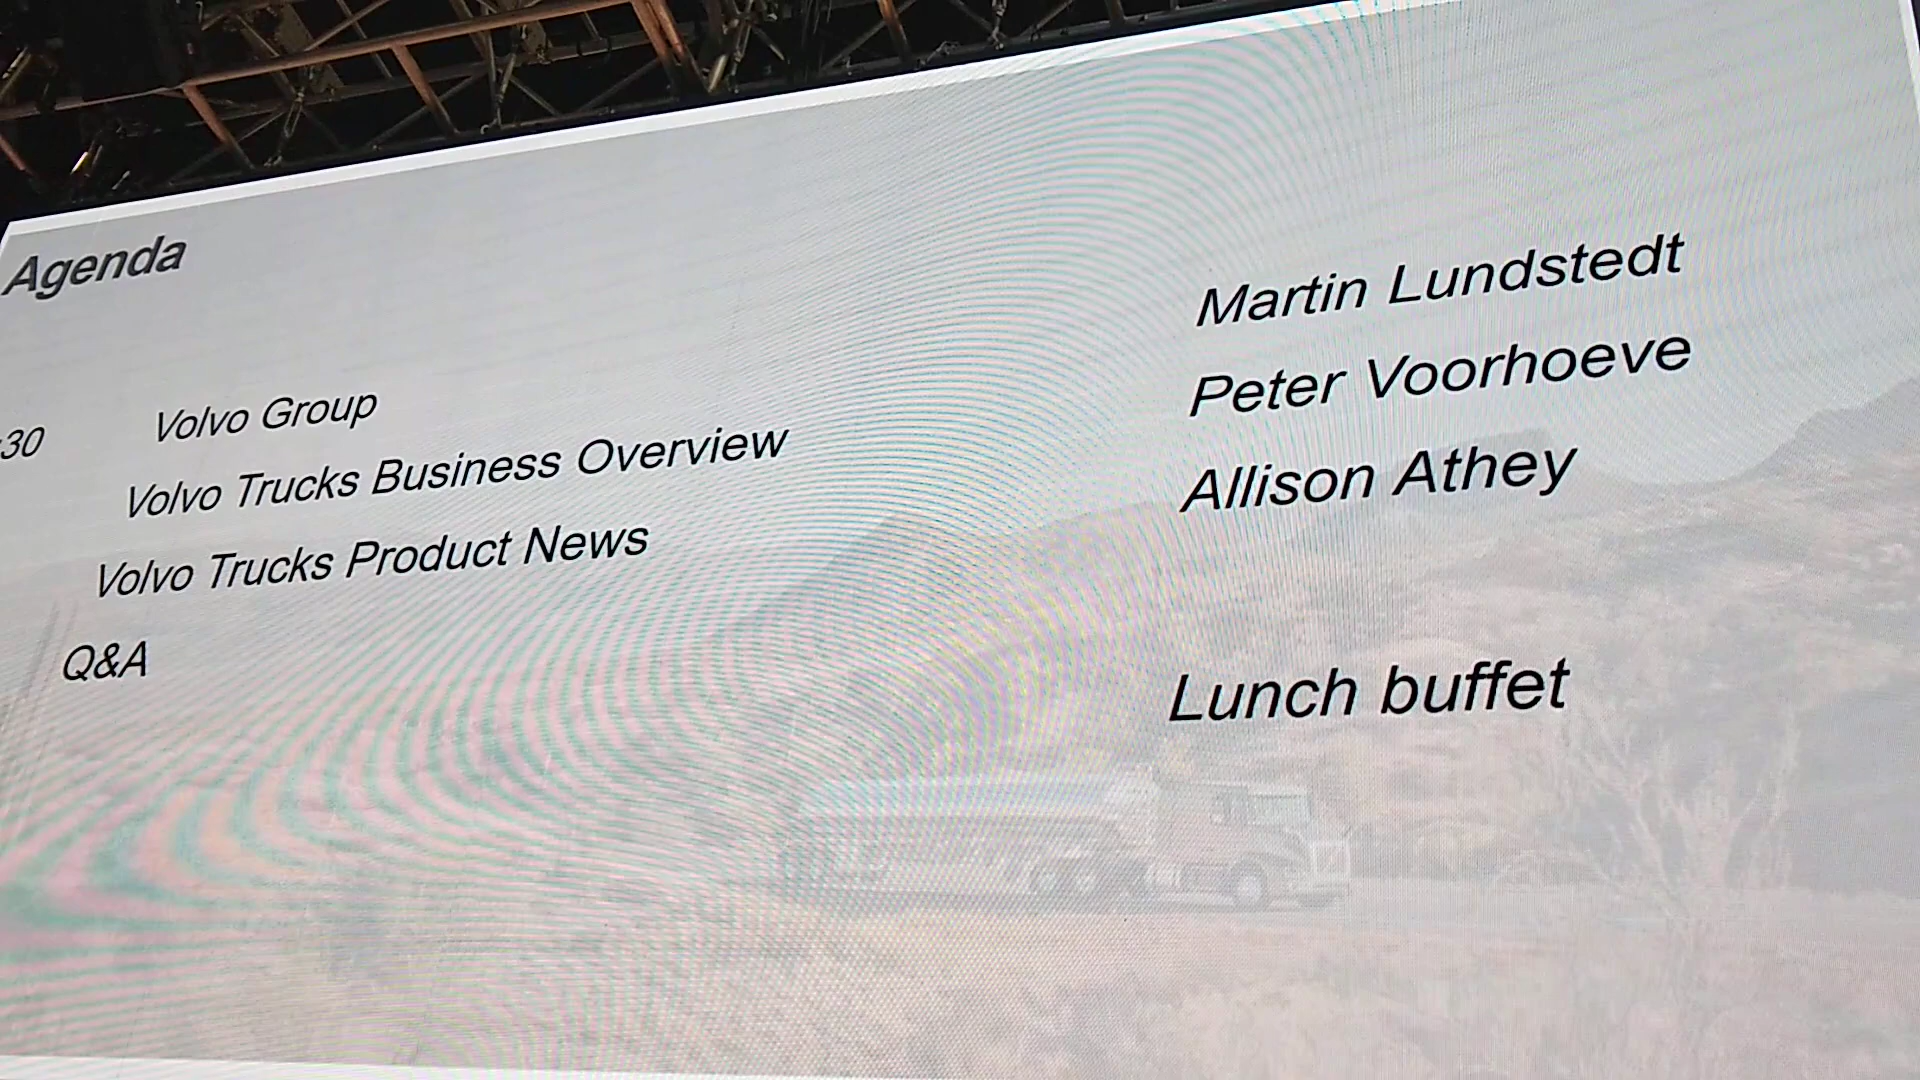 Agenda
:30 Volvo Group Martin Lundstedt
Volvo Trucks Business Overview Peter Voorhoeve
Volvo Trucks Product News Allison Athey
Q&A
Lunch buffet